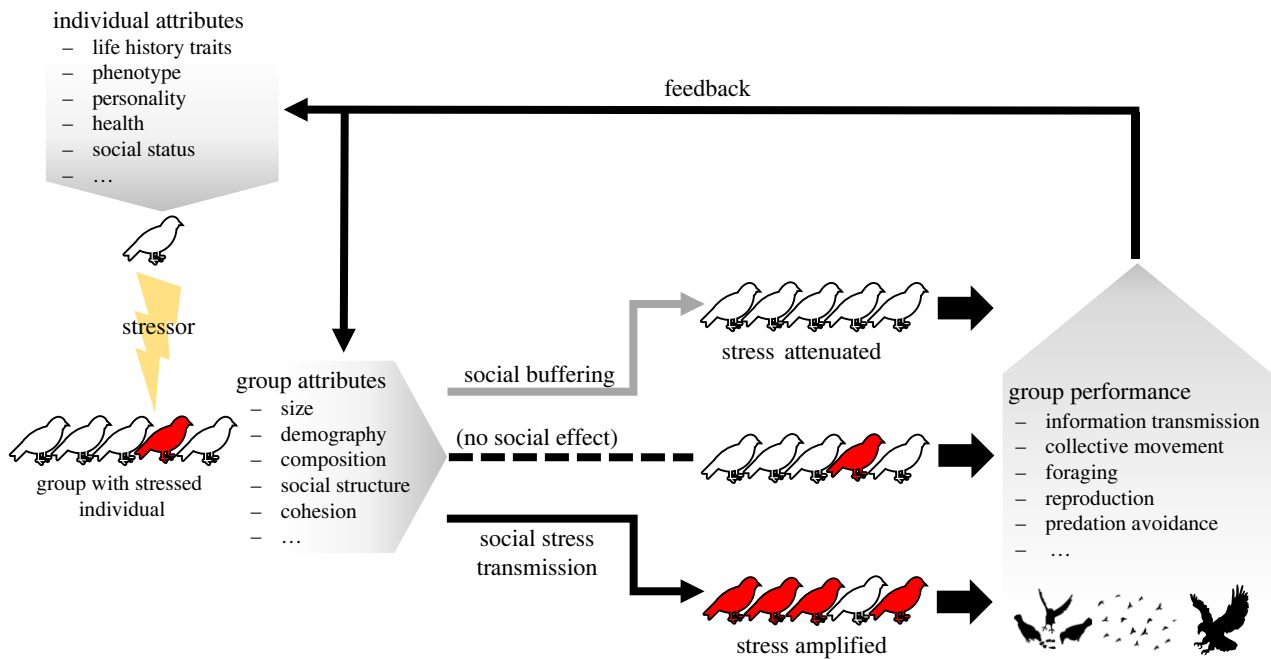 individual attributes
– life history traits
– phenotype
– personality
– health
– social status
– …
feedback
stressor
group with stressed
individual
group attributes
– size
– demography
– composition
– social structure
– cohesion
– …
social buffering
(no social effect)
social stress
transmission
stress attenuated
stress amplified
group performance
– information transmission
– collective movement
– foraging
– reproduction
– predation avoidance
– …